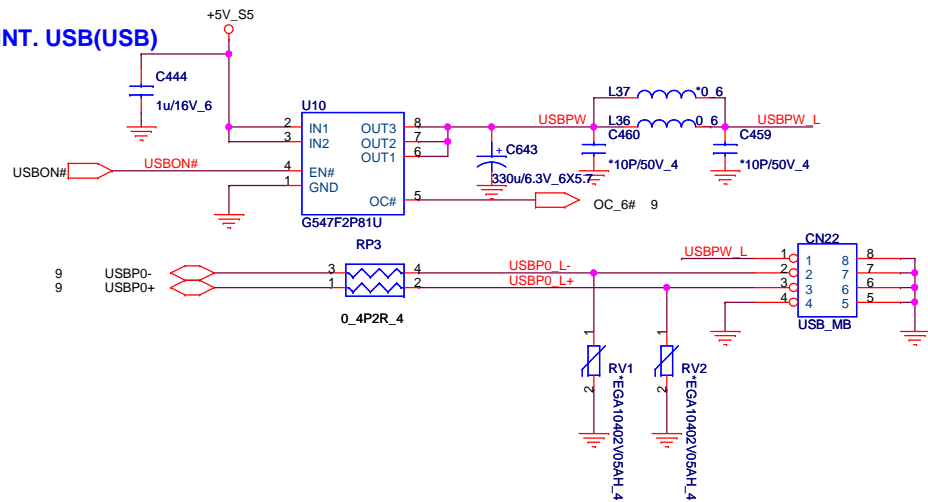 +5V_S5
INT. USB(USB)
C444
1u/16V_6
U10
2 IN1 OUT3 8
3 IN2 OUT2 7
OUT1 6
4 EN#
1 GND
OC# 5
G547F2P81U
USBON# USBON#
+ C643
330u/6.3V_6X5.7
OC_6# 9
USBPW
L37 *0_6
L36 0_6
USBPW_L
C460
*10P/50V_4
C459
*10P/50V_4
RP3
9 USBP0- 3 4 USBP0_L-
9 USBP0+ 1 2 USBP0_L+
0_4P2R_4
CN22
USBPW_L 1 1 8 8
2 2 7 7
3 3 6 6
4 4 5 5
USB_MB
1 RV1 2
*EGA10402V05AH_4
1 RV2 2
*EGA10402V05AH_4